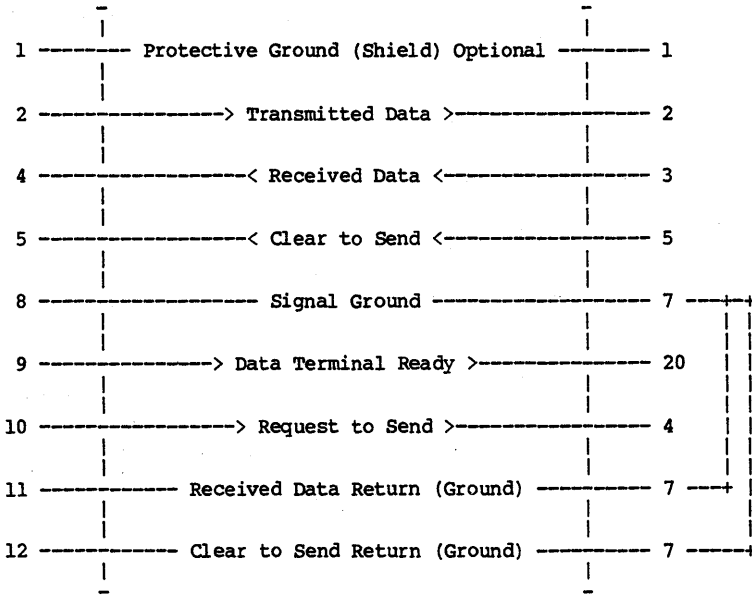 1 Protective Ground (Shield) Optional 1
2 > Transmitted Data > 2
4 < Received Data < 3
5 < Clear to Send < 5
8 Signal Ground 7
9 > Data Terminal Ready > 20
10 > Request to Send > 4
11 Received Data Return (Ground) 7
12 Clear to Send Return (Ground) 7